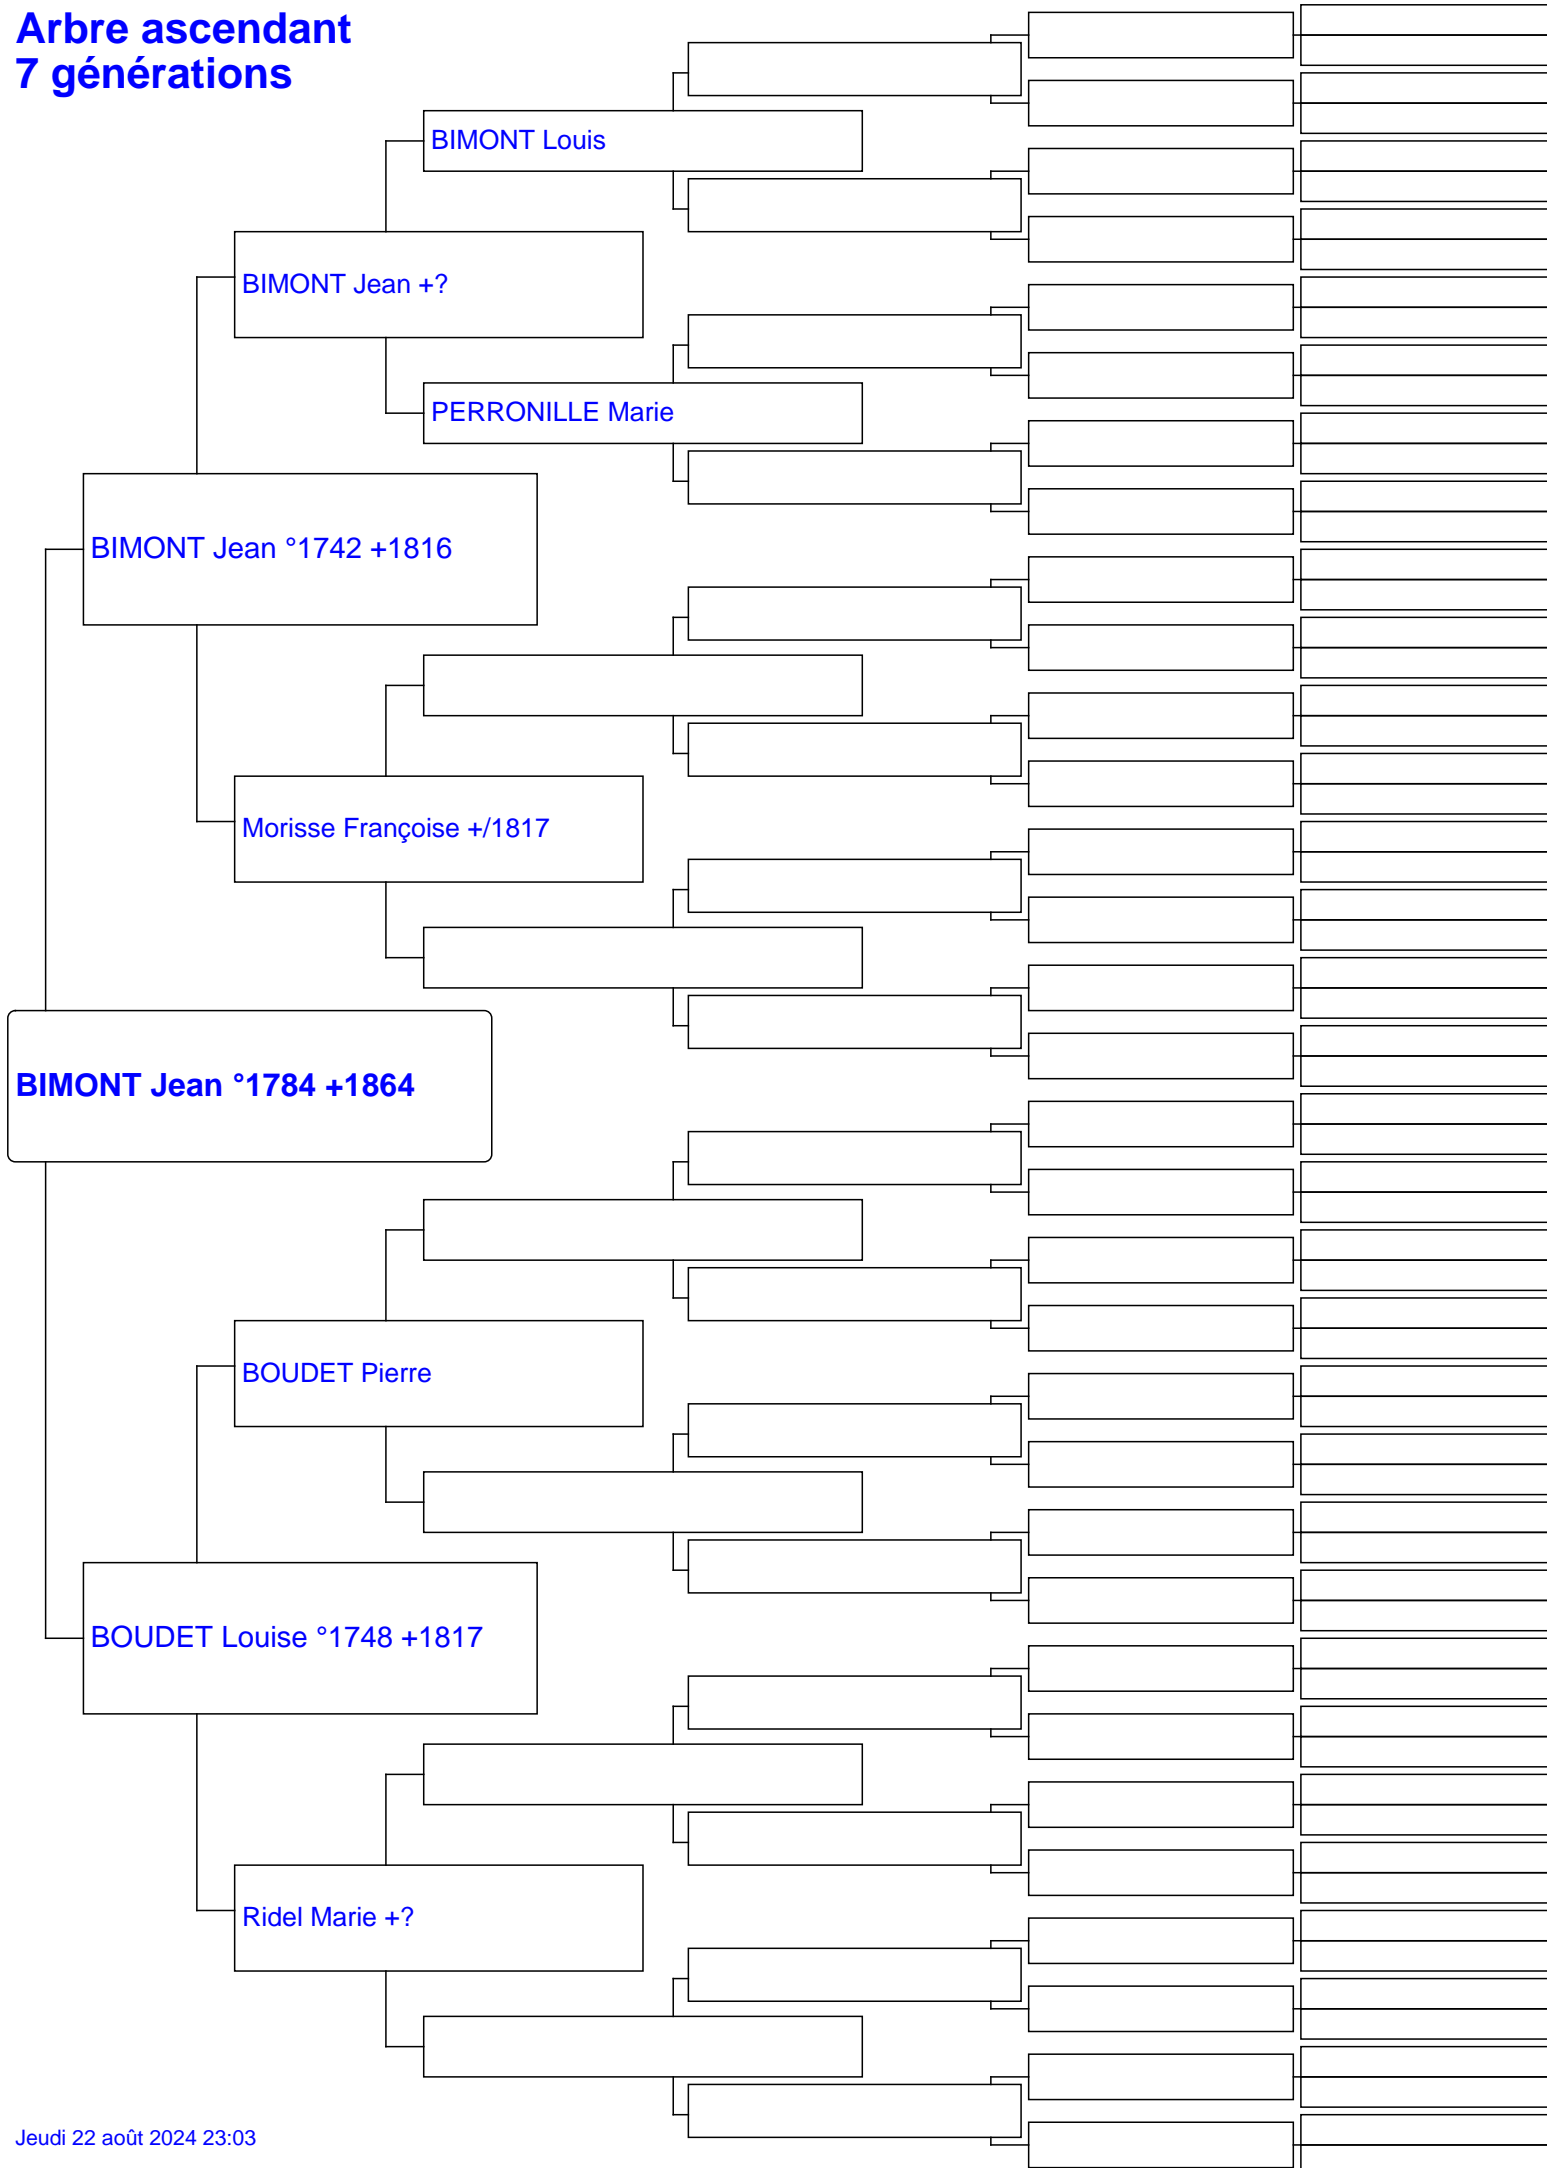 Arbre ascendant
7 générations
BIMONT Louis
BIMONT Jean +?
PERRONILLE Marie
BIMONT Jean °1742 +1816
Morisse Françoise +/1817
BIMONT Jean °1784 +1864
BOUDET Pierre
BOUDET Louise °1748 +1817
Ridel Marie +?
Jeudi 22 août 2024 23:03